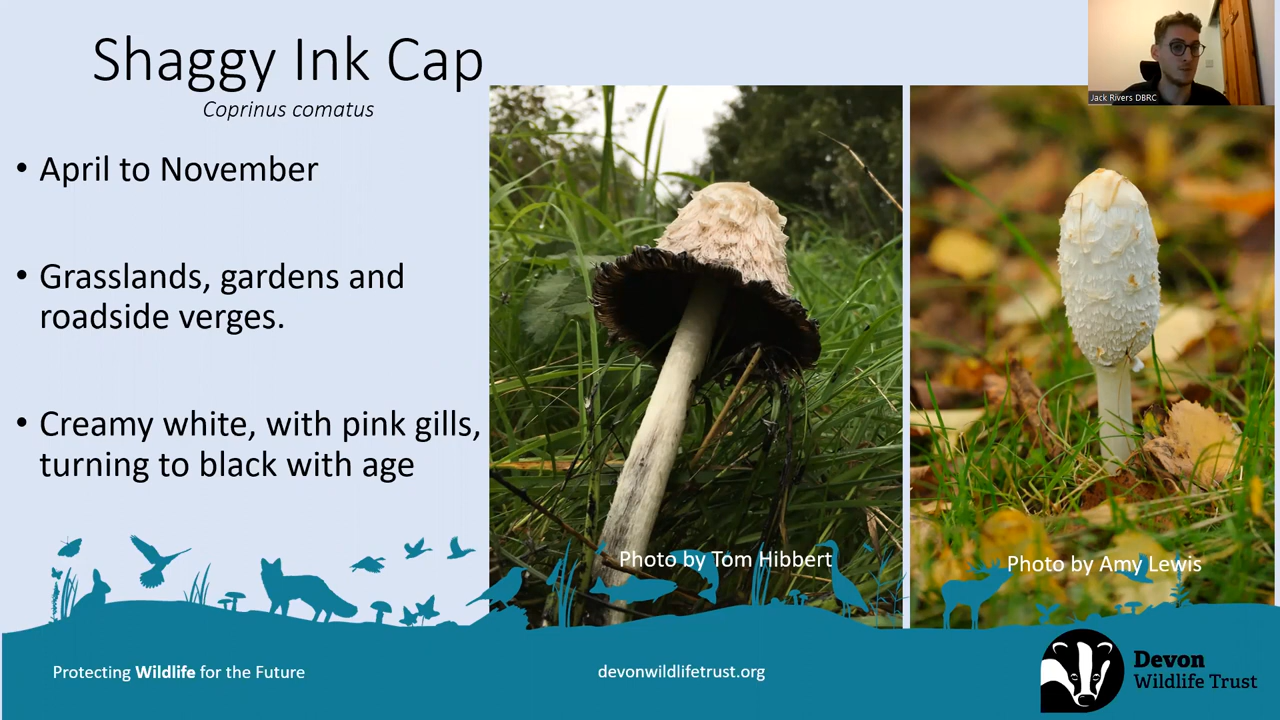 Shaggy Ink Cap
Coprinus comatus
• April to November
• Grasslands, gardens and
roadside verges.
• Creamy white, with pink gills,
turning to black with age
Jack Rivers DBRC
Photo by Tom Hibbert
Photo by Amy Lewis
Protecting Wildlife for the Future
devonwildlifetrust.org
Devon
Wildlife Trust